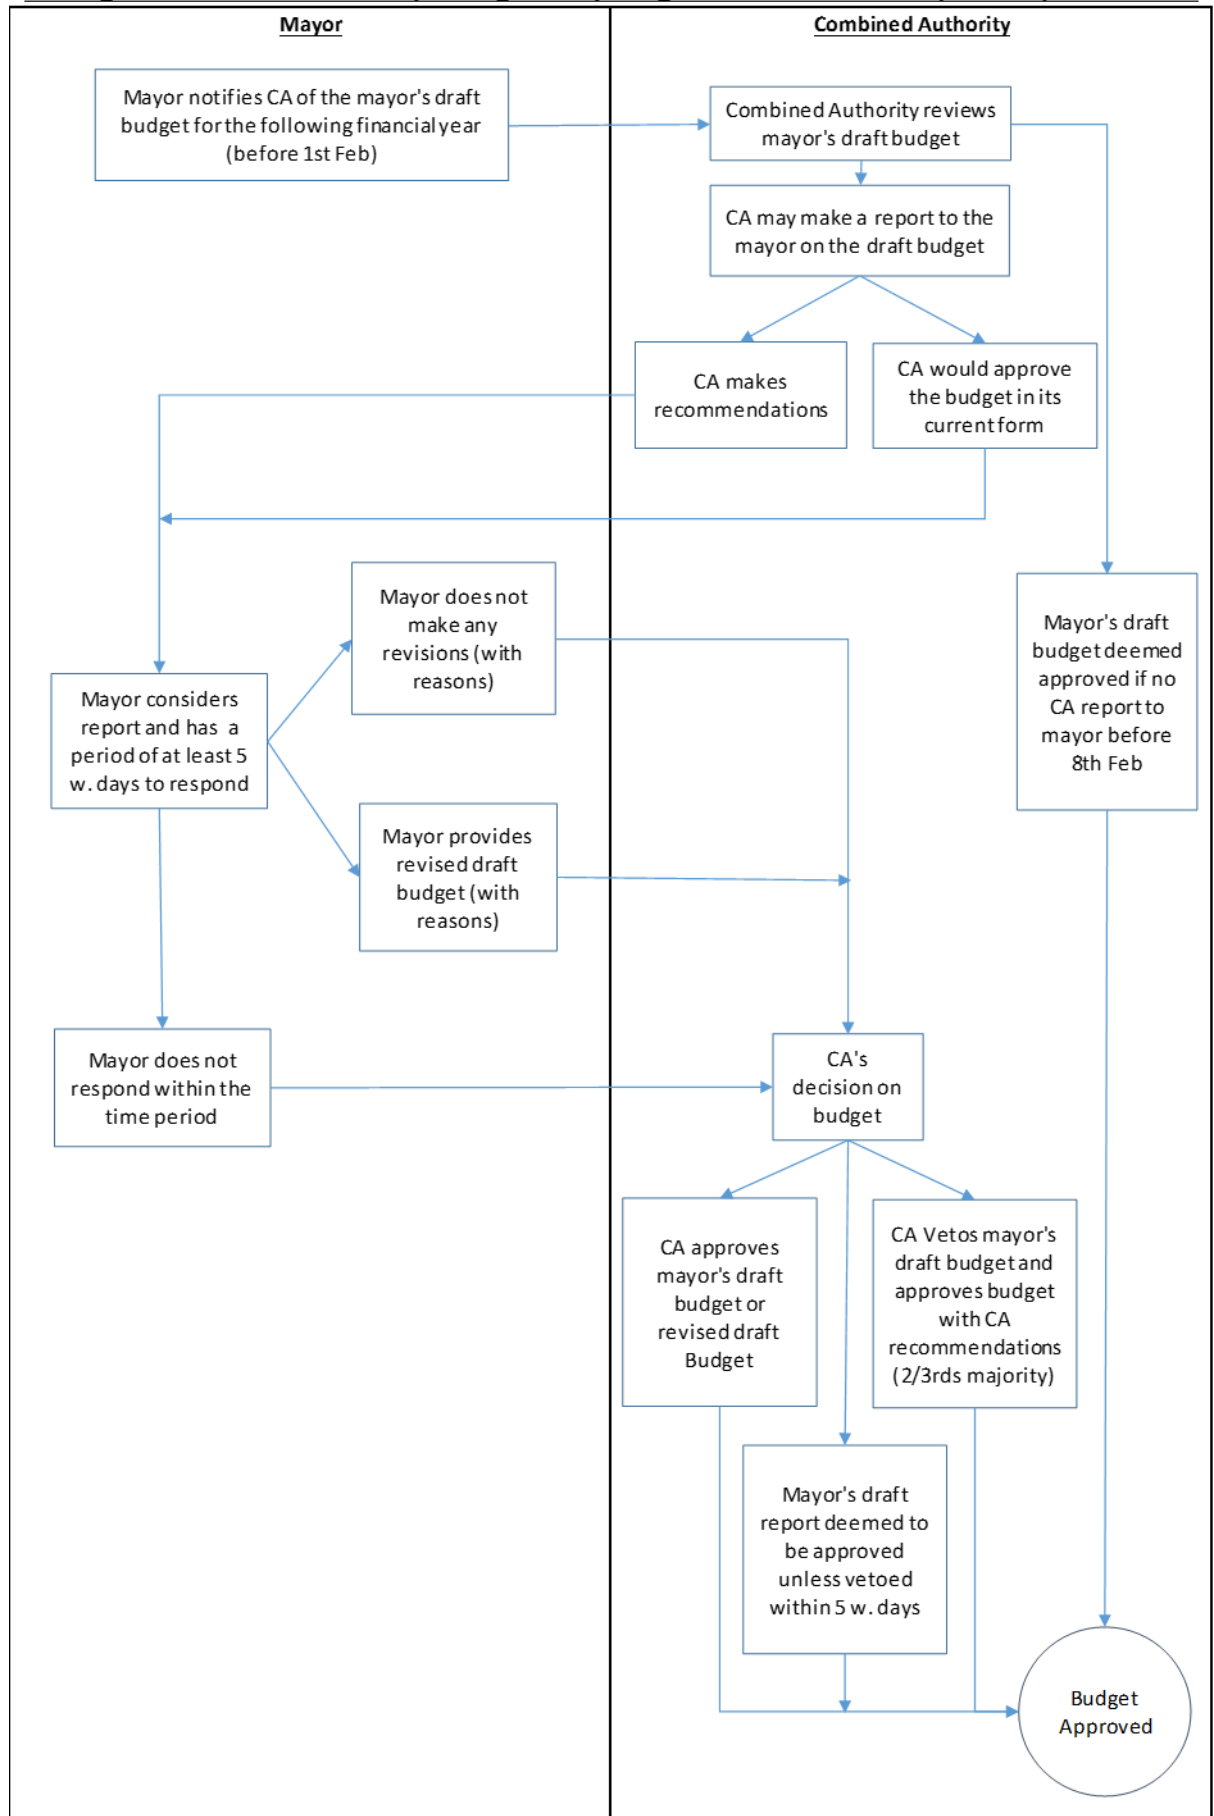 Mayor
Combined Authority
Mayor notifies CA of the mayor's draft
budget for the following financial year
(before 1st Feb)
Combined Authority reviews
mayor's draft budget
CA may make a report to the
mayor on the draft budget
CA makes
recommendations
CA would approve
the budget in its
current form
Mayor does not
make any
revisions (with
reasons)
Mayor's draft
budget deemed
approved if no
CA report to
mayor before
8th Feb
Mayor considers
report and has a
period of at least 5
w. days to respond
Mayor provides
revised draft
budget (with
reasons)
Mayor does not
respond within the
time period
CA's
decision on
budget
CA approves
mayor's draft
budget or
revised draft
Budget
CA Vetos mayor's
draft budget and
approves budget
with CA
recommendations
(2/3rds majority)
Mayor's draft
report deemed to
be approved
unless vetoed
within 5 w. days
Budget
Approved